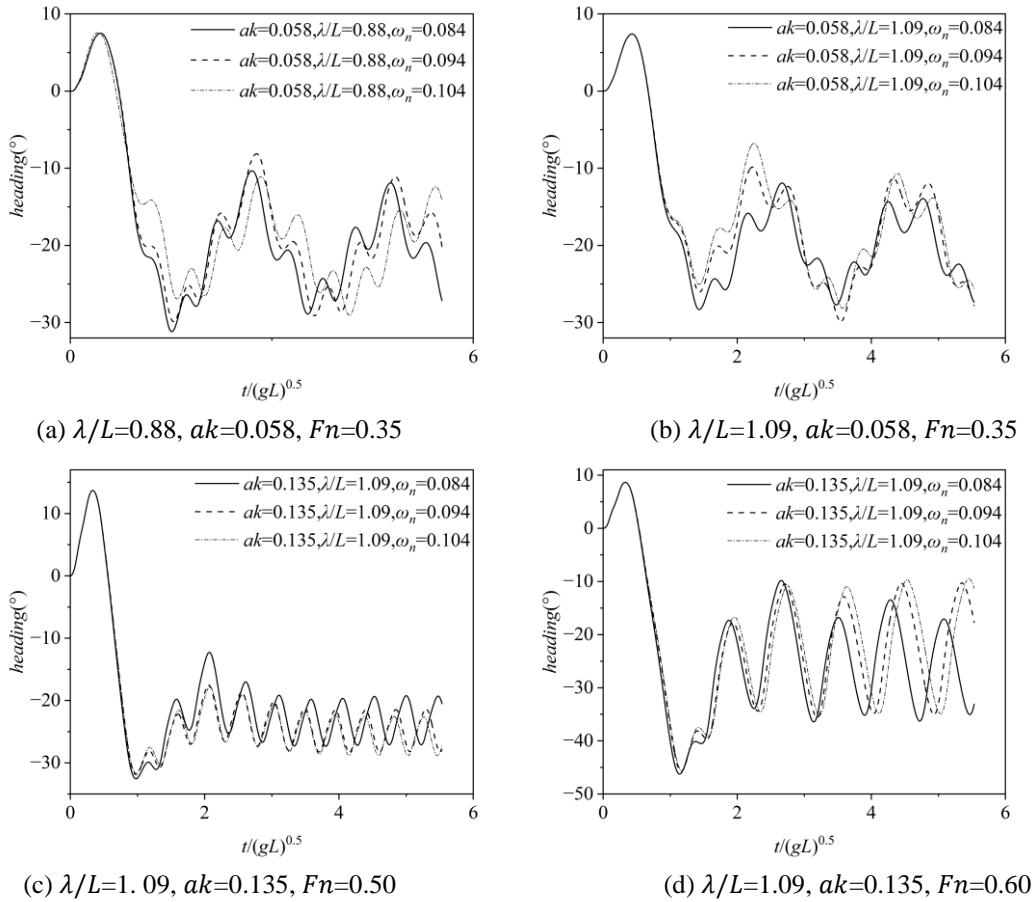 ak=0.058,λ/L=0.88,ωn=0.084
ak=0.058,λ/L=0.88,ωn=0.094
ak=0.058,λ/L=0.88,ωn=0.104
10
0
−10
−20
−30
heading(°)
0
6
t/(gL)^0.5
(a) λ/L=0.88, ak=0.058, Fn=0.35
ak=0.058,λ/L=1.09,ωn=0.084
ak=0.058,λ/L=1.09,ωn=0.094
ak=0.058,λ/L=1.09,ωn=0.104
10
0
−10
−20
−30
heading(°)
0
2
4
6
t/(gL)^0.5
(b) λ/L=1.09, ak=0.058, Fn=0.35
ak=0.135,λ/L=1.09,ωn=0.084
ak=0.135,λ/L=1.09,ωn=0.094
ak=0.135,λ/L=1.09,ωn=0.104
10
0
−10
−20
−30
heading(°)
0
2
4
6
t/(gL)^0.5
(c) λ/L=1. 09, ak=0.135, Fn=0.50
ak=0.135,λ/L=1.09,ωn=0.084
ak=0.135,λ/L=1.09,ωn=0.094
ak=0.135,λ/L=1.09,ωn=0.104
10
0
−10
−20
−30
−40
−50
heading(°)
0
2
4
6
t/(gL)^0.5
(d) λ/L=1.09, ak=0.135, Fn=0.60